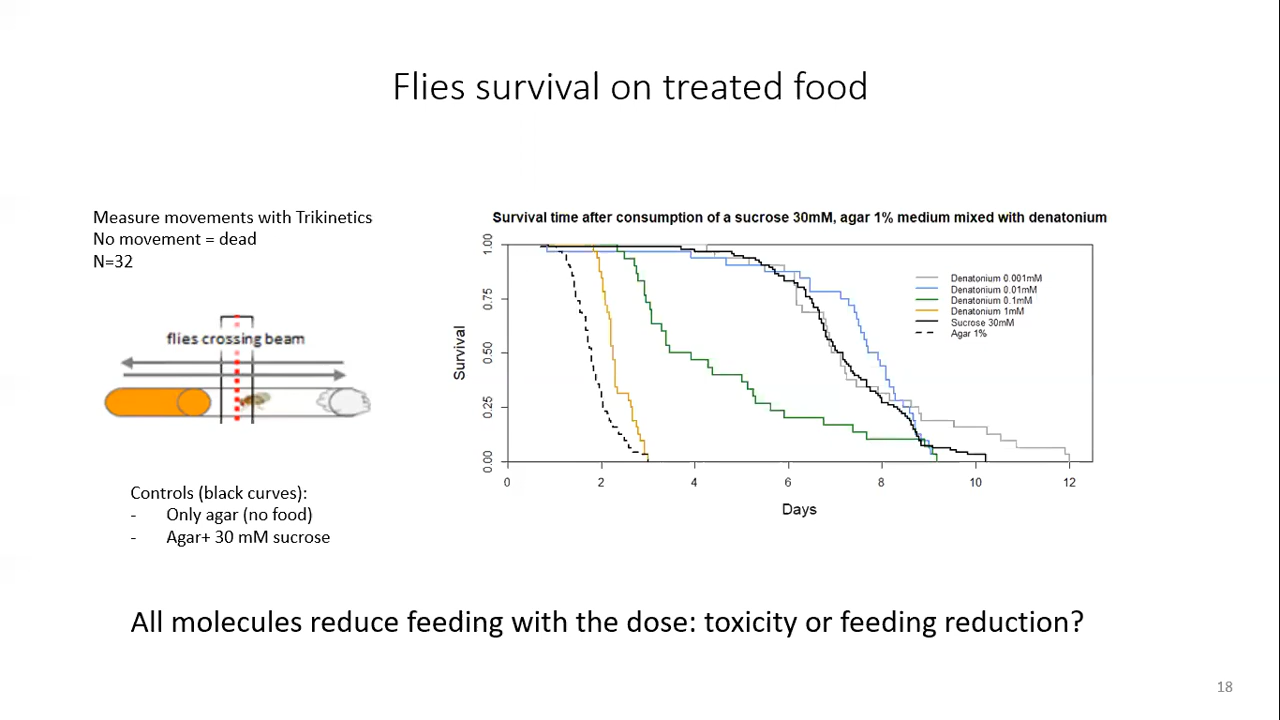 Flies survival on treated food
Measure movements with Trikinetics
No movement = dead
N=32
flies crossing beam
Controls (black curves):
- Only agar (no food)
- Agar+ 30 mM sucrose
Survival time after consumption of a sucrose 30mM, agar 1% medium mixed with denatonium
Survival
1.00
0.75
0.50
0.25
0.00
Denatonium 0.001mM
Denatonium 0.01mM
Denatonium 0.1mM
Denatonium 1mM
Sucrose 30mM
Agar 1%
0 2 4 6 8 10 12
Days
All molecules reduce feeding with the dose: toxicity or feeding reduction?
18